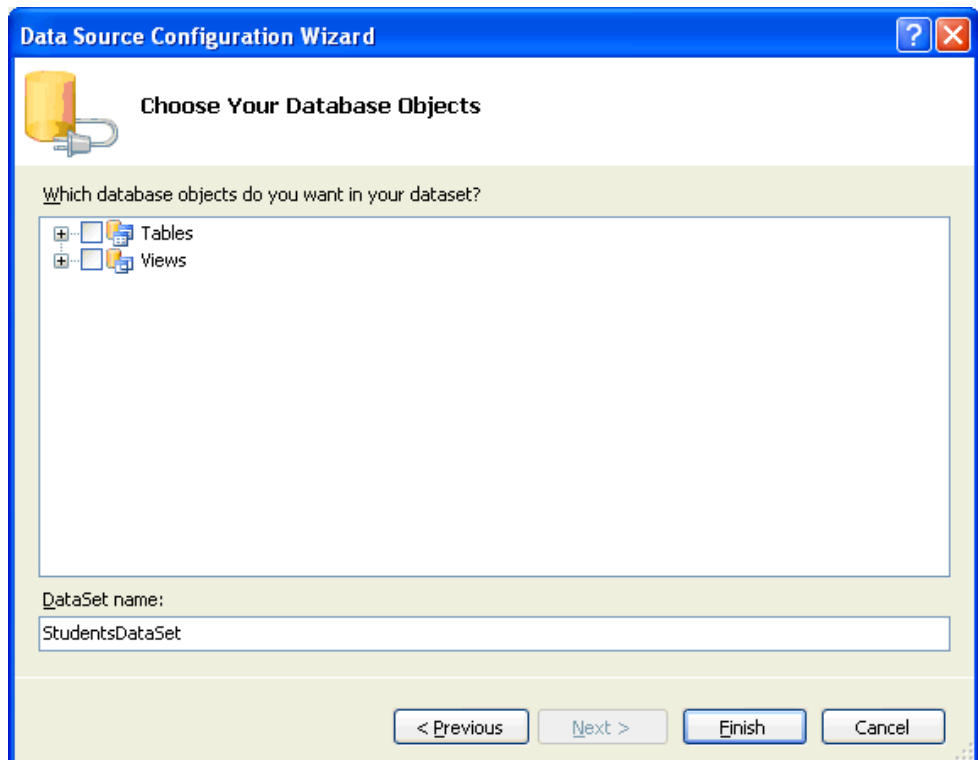 Data Source Configuration Wizard
Choose Your Database Objects
Which database objects do you want in your dataset?
Tables
Views
DataSet name:
StudentsDataSet
< Previous
Next >
Finish
Cancel